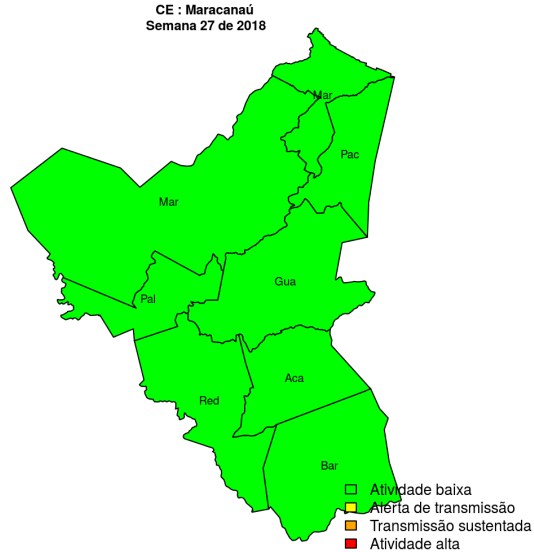 CE : Maracanaú
Semana 27 de 2018
Mar
Pac
Mar
Gua
Pal
Aca
Red
Bar
Atividade baixa
Alerta de transmissão
Transmissão sustentada
Atividade alta